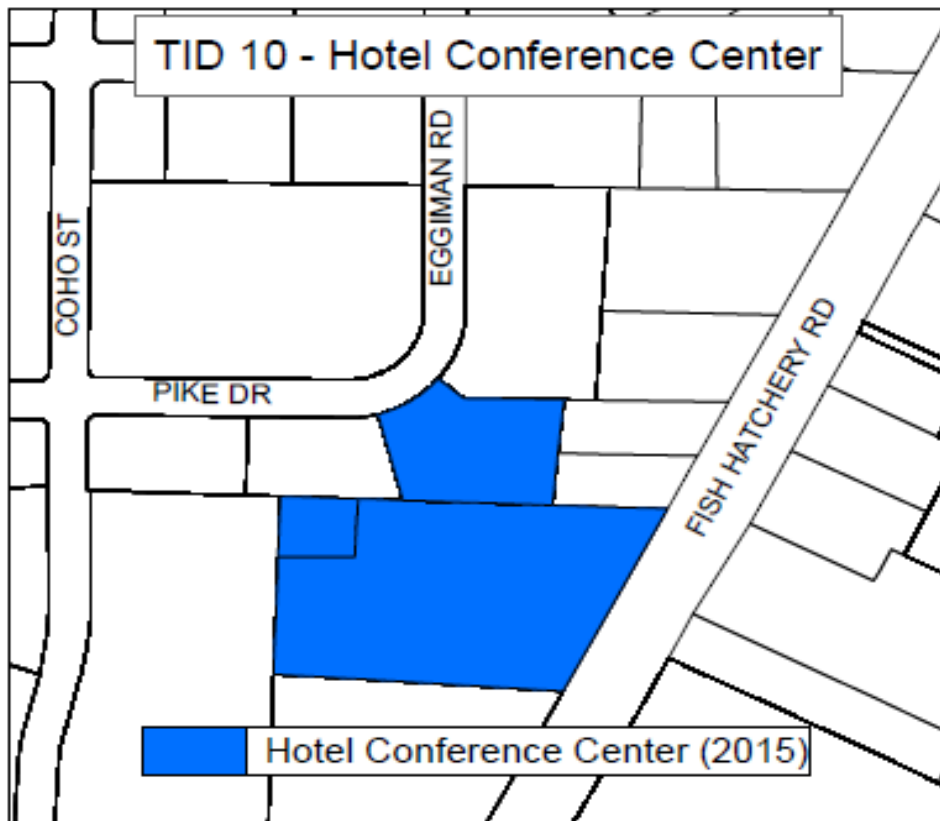 TID 10 - Hotel Conference Center
EGGIMAN RD
COHO ST
FISH HATCHERY RD
PIKE DR
Hotel Conference Center (2015)